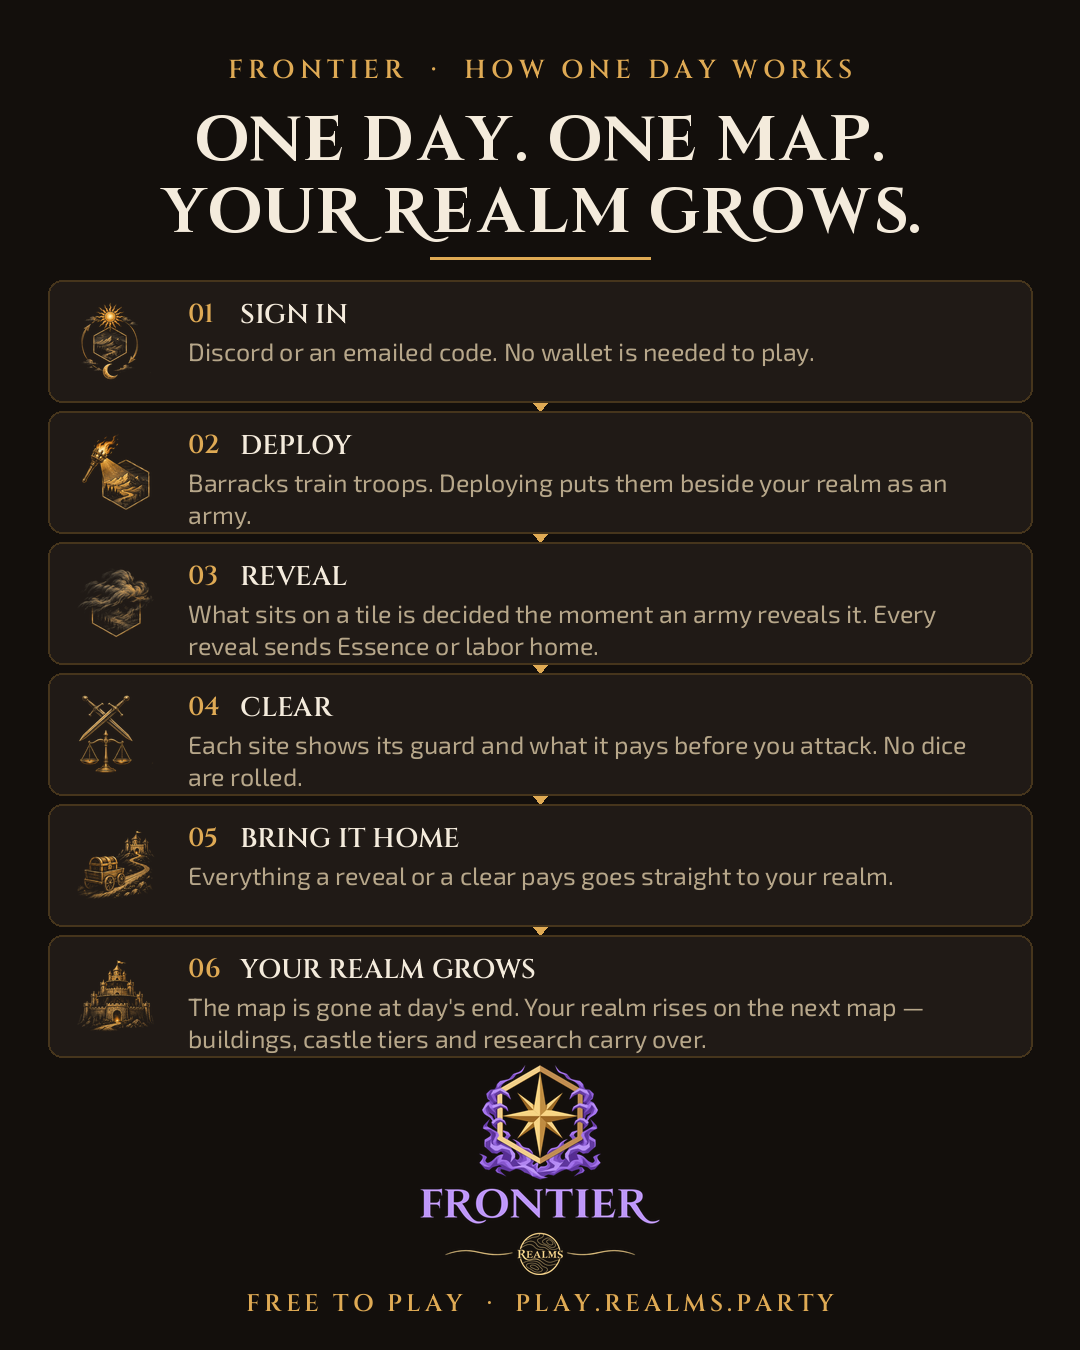 FRONTIER · HOW ONE DAY WORKS
ONE DAY. ONE MAP.
YOUR REALM GROWS.
01 SIGN IN
Discord or an emailed code. No wallet is needed to play.
02 DEPLOY
Barracks train troops. Deploying puts them beside your realm as an
army.
03 REVEAL
What sits on a tile is decided the moment an army reveals it. Every
reveal sends Essence or labor home.
04 CLEAR
Each site shows its guard and what it pays before you attack. No dice
are rolled.
05 BRING IT HOME
Everything a reveal or a clear pays goes straight to your realm.
06 YOUR REALM GROWS
The map is gone at day's end. Your realm rises on the next map —
buildings, castle tiers and research carry over.
FRONTIER
REALMS
FREE TO PLAY · PLAY.REALMS.PARTY